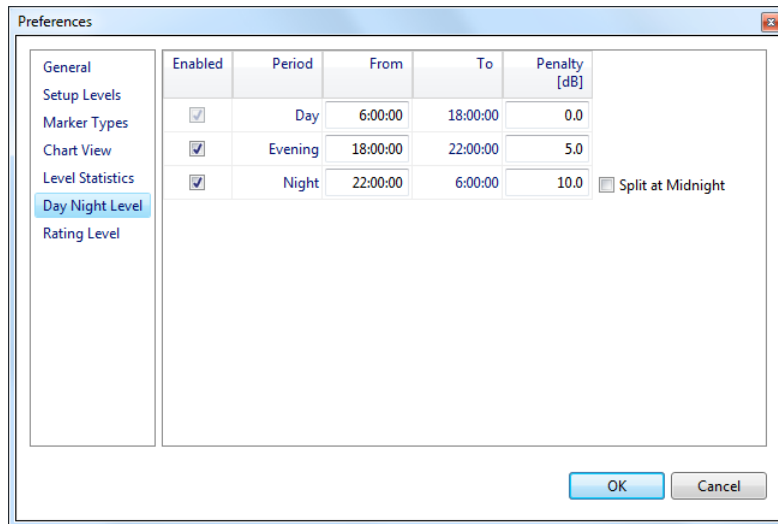 Preferences
General
Setup Levels
Marker Types
Chart View
Level Statistics
Day Night Level
Rating Level
Enabled Period From To Penalty
[dB]
Day 6:00:00 18:00:00 0.0
Evening 18:00:00 22:00:00 5.0
Night 22:00:00 6:00:00 10.0 Split at Midnight
OK Cancel